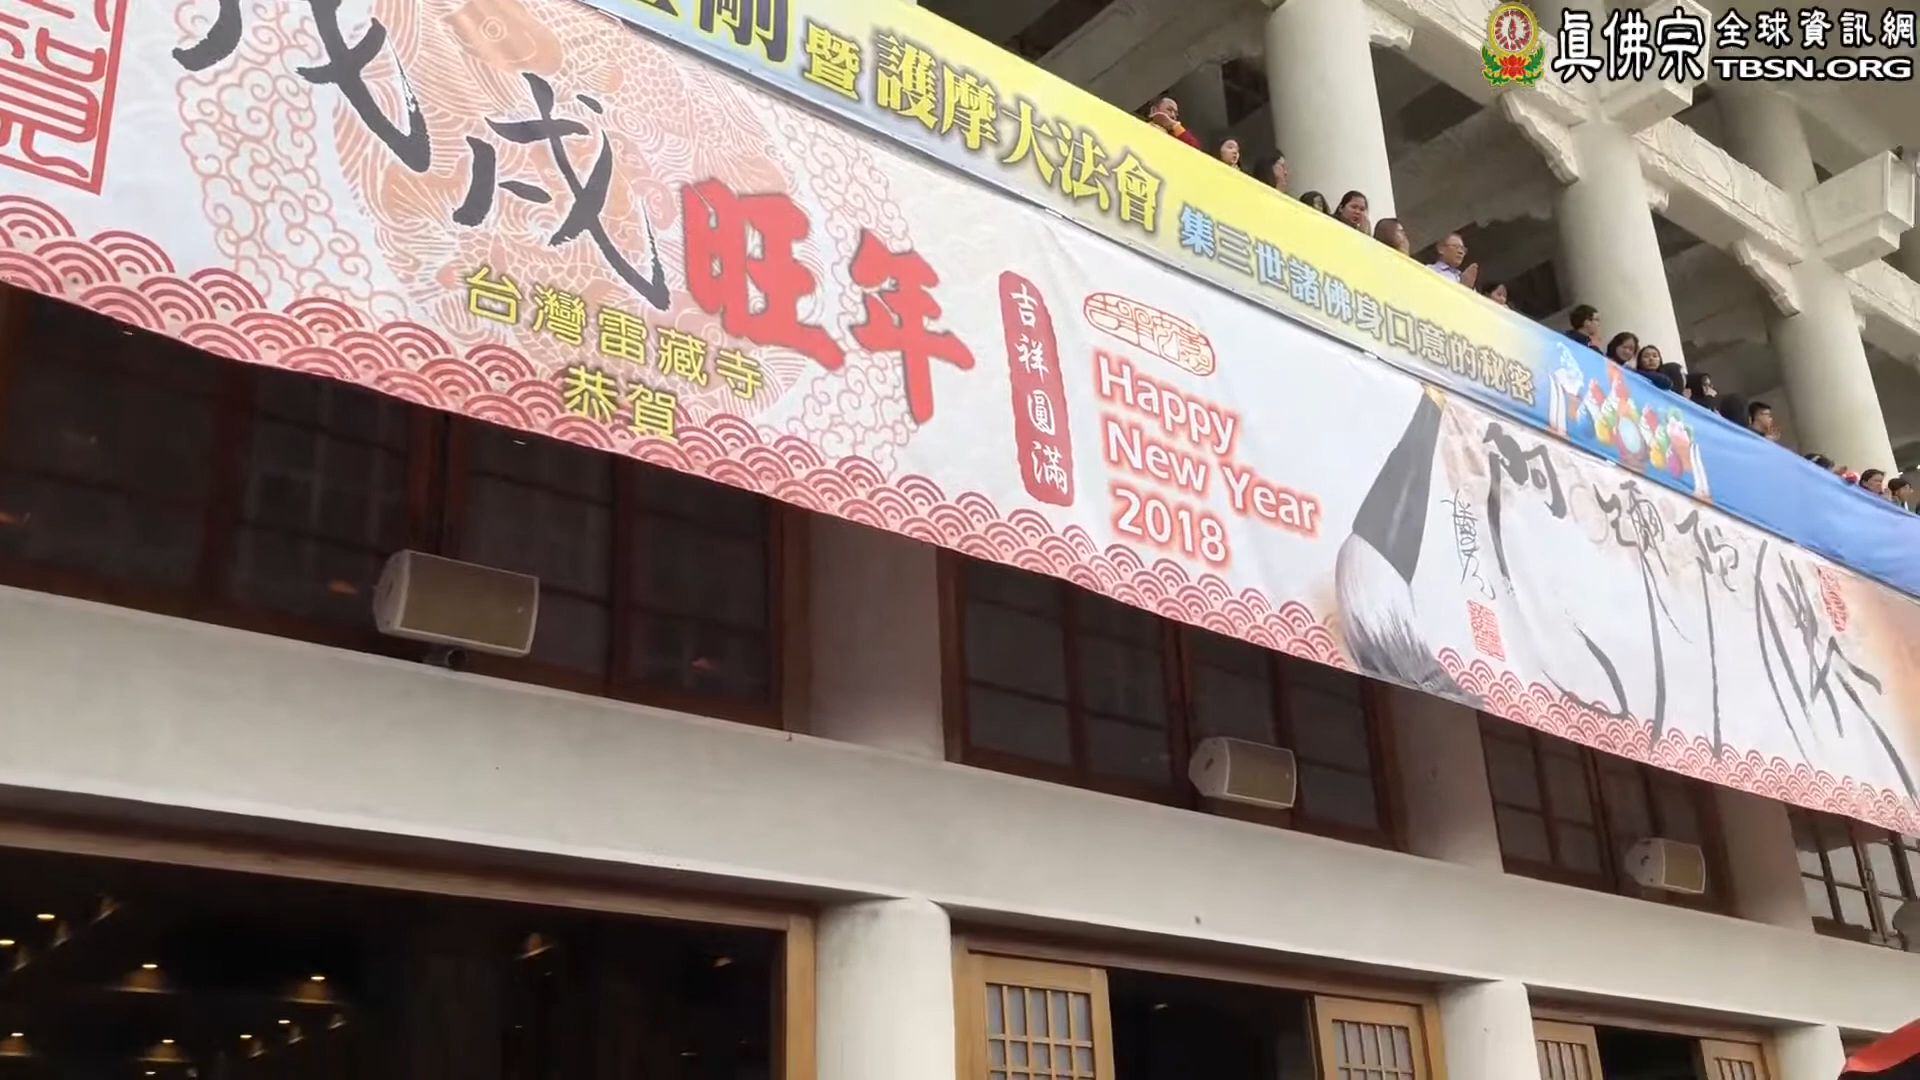 真佛宗 全球資訊網
TBSN.ORG
剛暨護摩大法會 集三世諸佛身口意的秘密
戊戌旺年
台灣雷藏寺
恭賀
吉祥圓滿
Happy
New Year
2018
阿彌陀佛